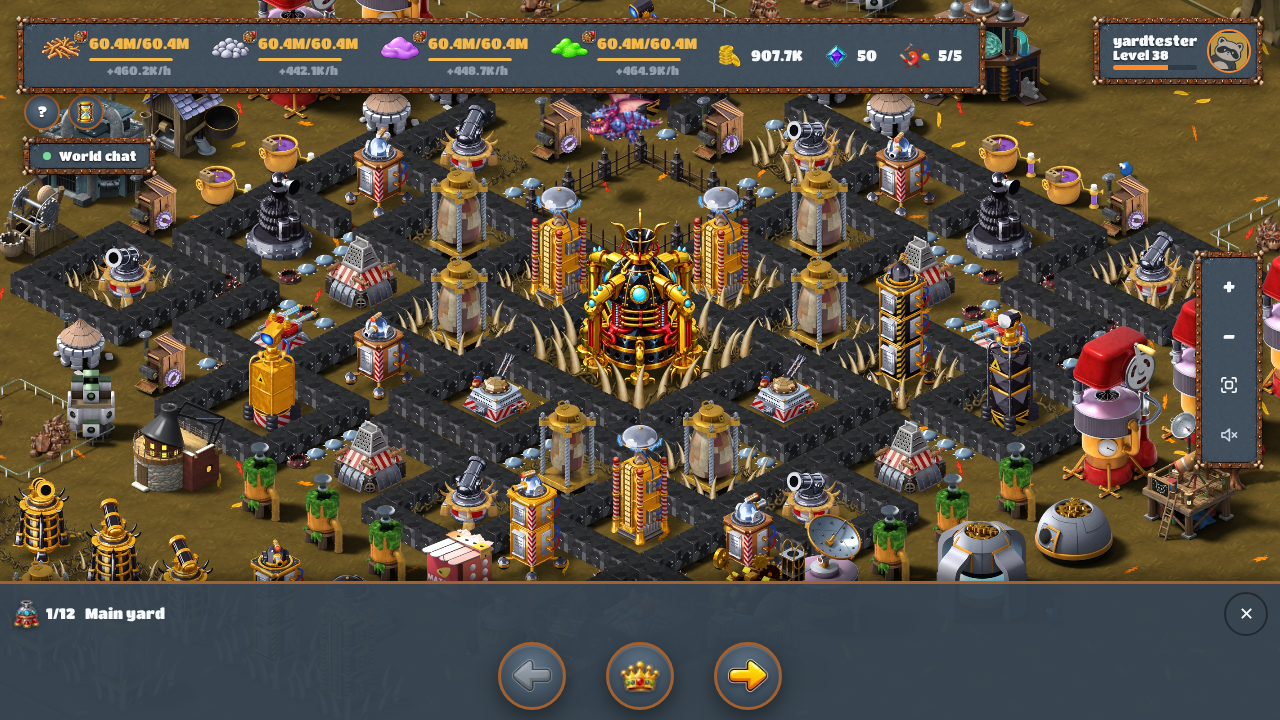 60.4M/60.4M
+460.2K/h
60.4M/60.4M
+442.1K/h
60.4M/60.4M
+448.7K/h
60.4M/60.4M
+464.9K/h
907.7K
50
5/5
yardtester
Level 38
?
World chat
1/12 Main yard